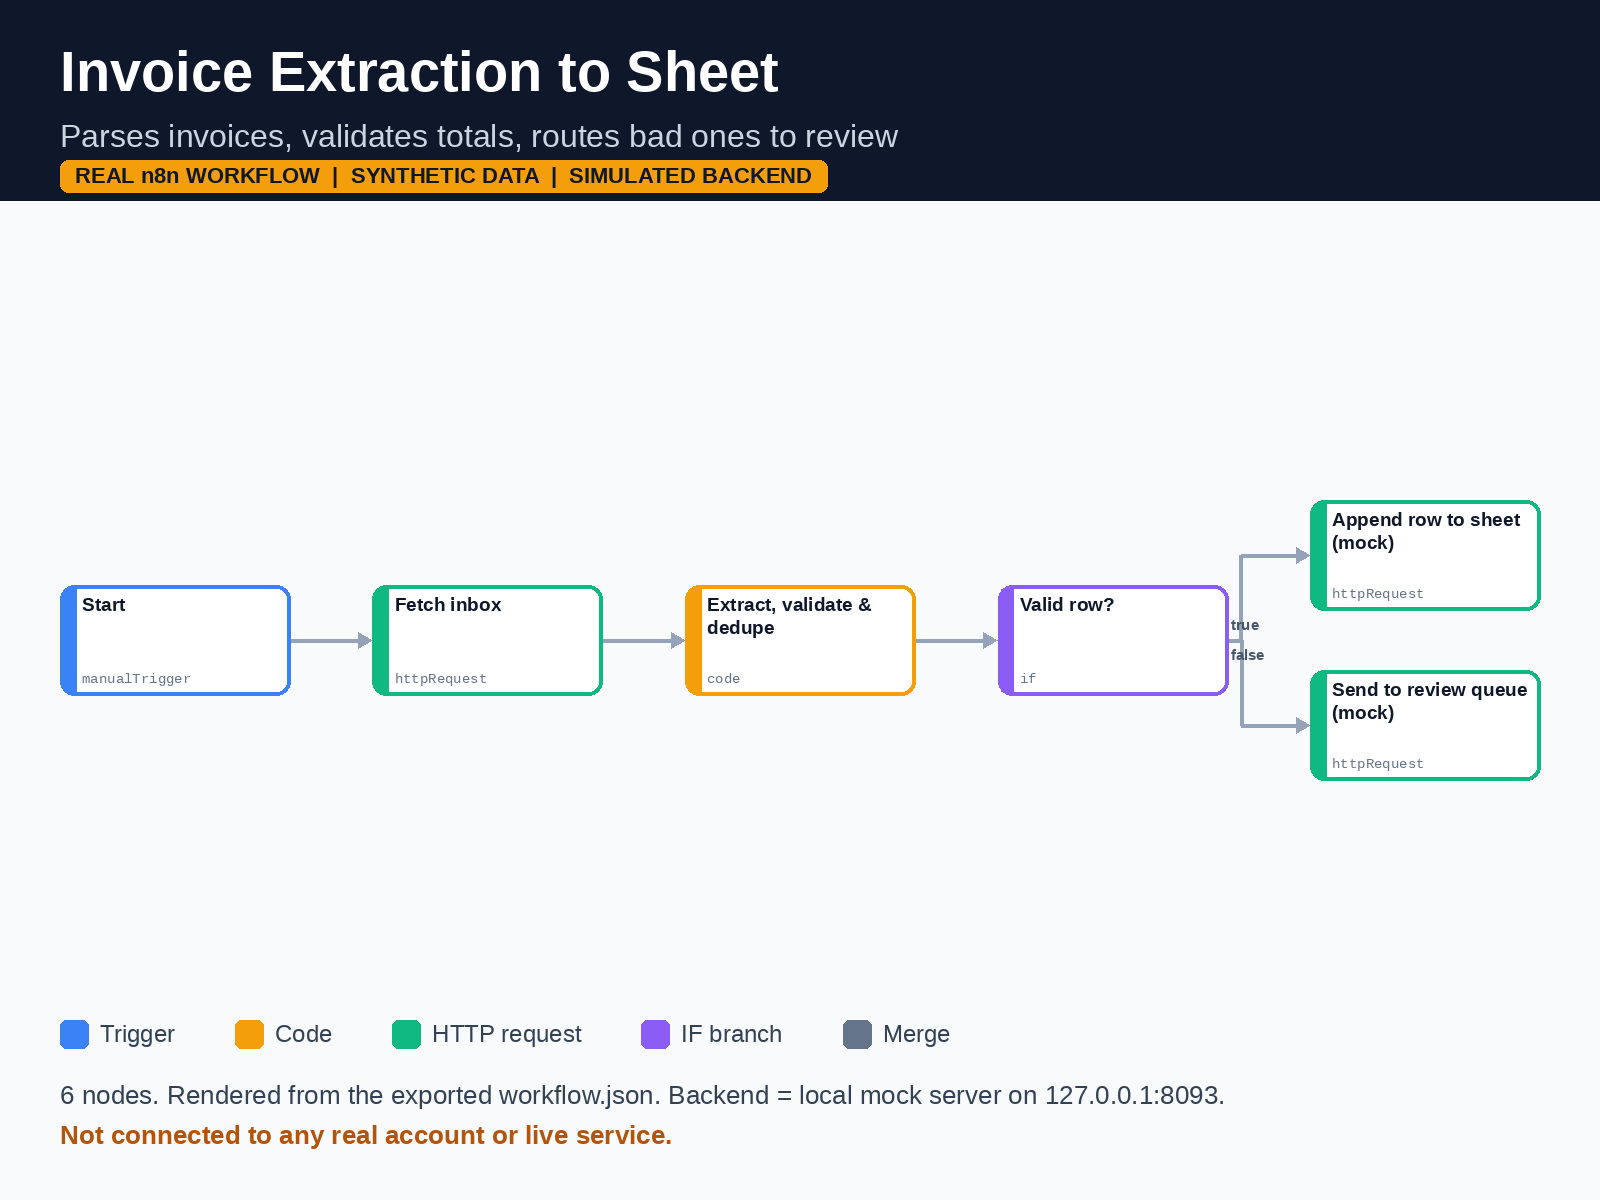 Invoice Extraction to Sheet
Parses invoices, validates totals, routes bad ones to review
REAL n8n WORKFLOW | SYNTHETIC DATA | SIMULATED BACKEND
Start
manualTrigger
Fetch inbox
httpRequest
Extract, validate &
dedupe
code
Valid row?
if
true
false
Append row to sheet
(mock)
httpRequest
Send to review queue
(mock)
httpRequest
Trigger
Code
HTTP request
IF branch
Merge
6 nodes. Rendered from the exported workflow.json. Backend = local mock server on 127.0.0.1:8093.
Not connected to any real account or live service.